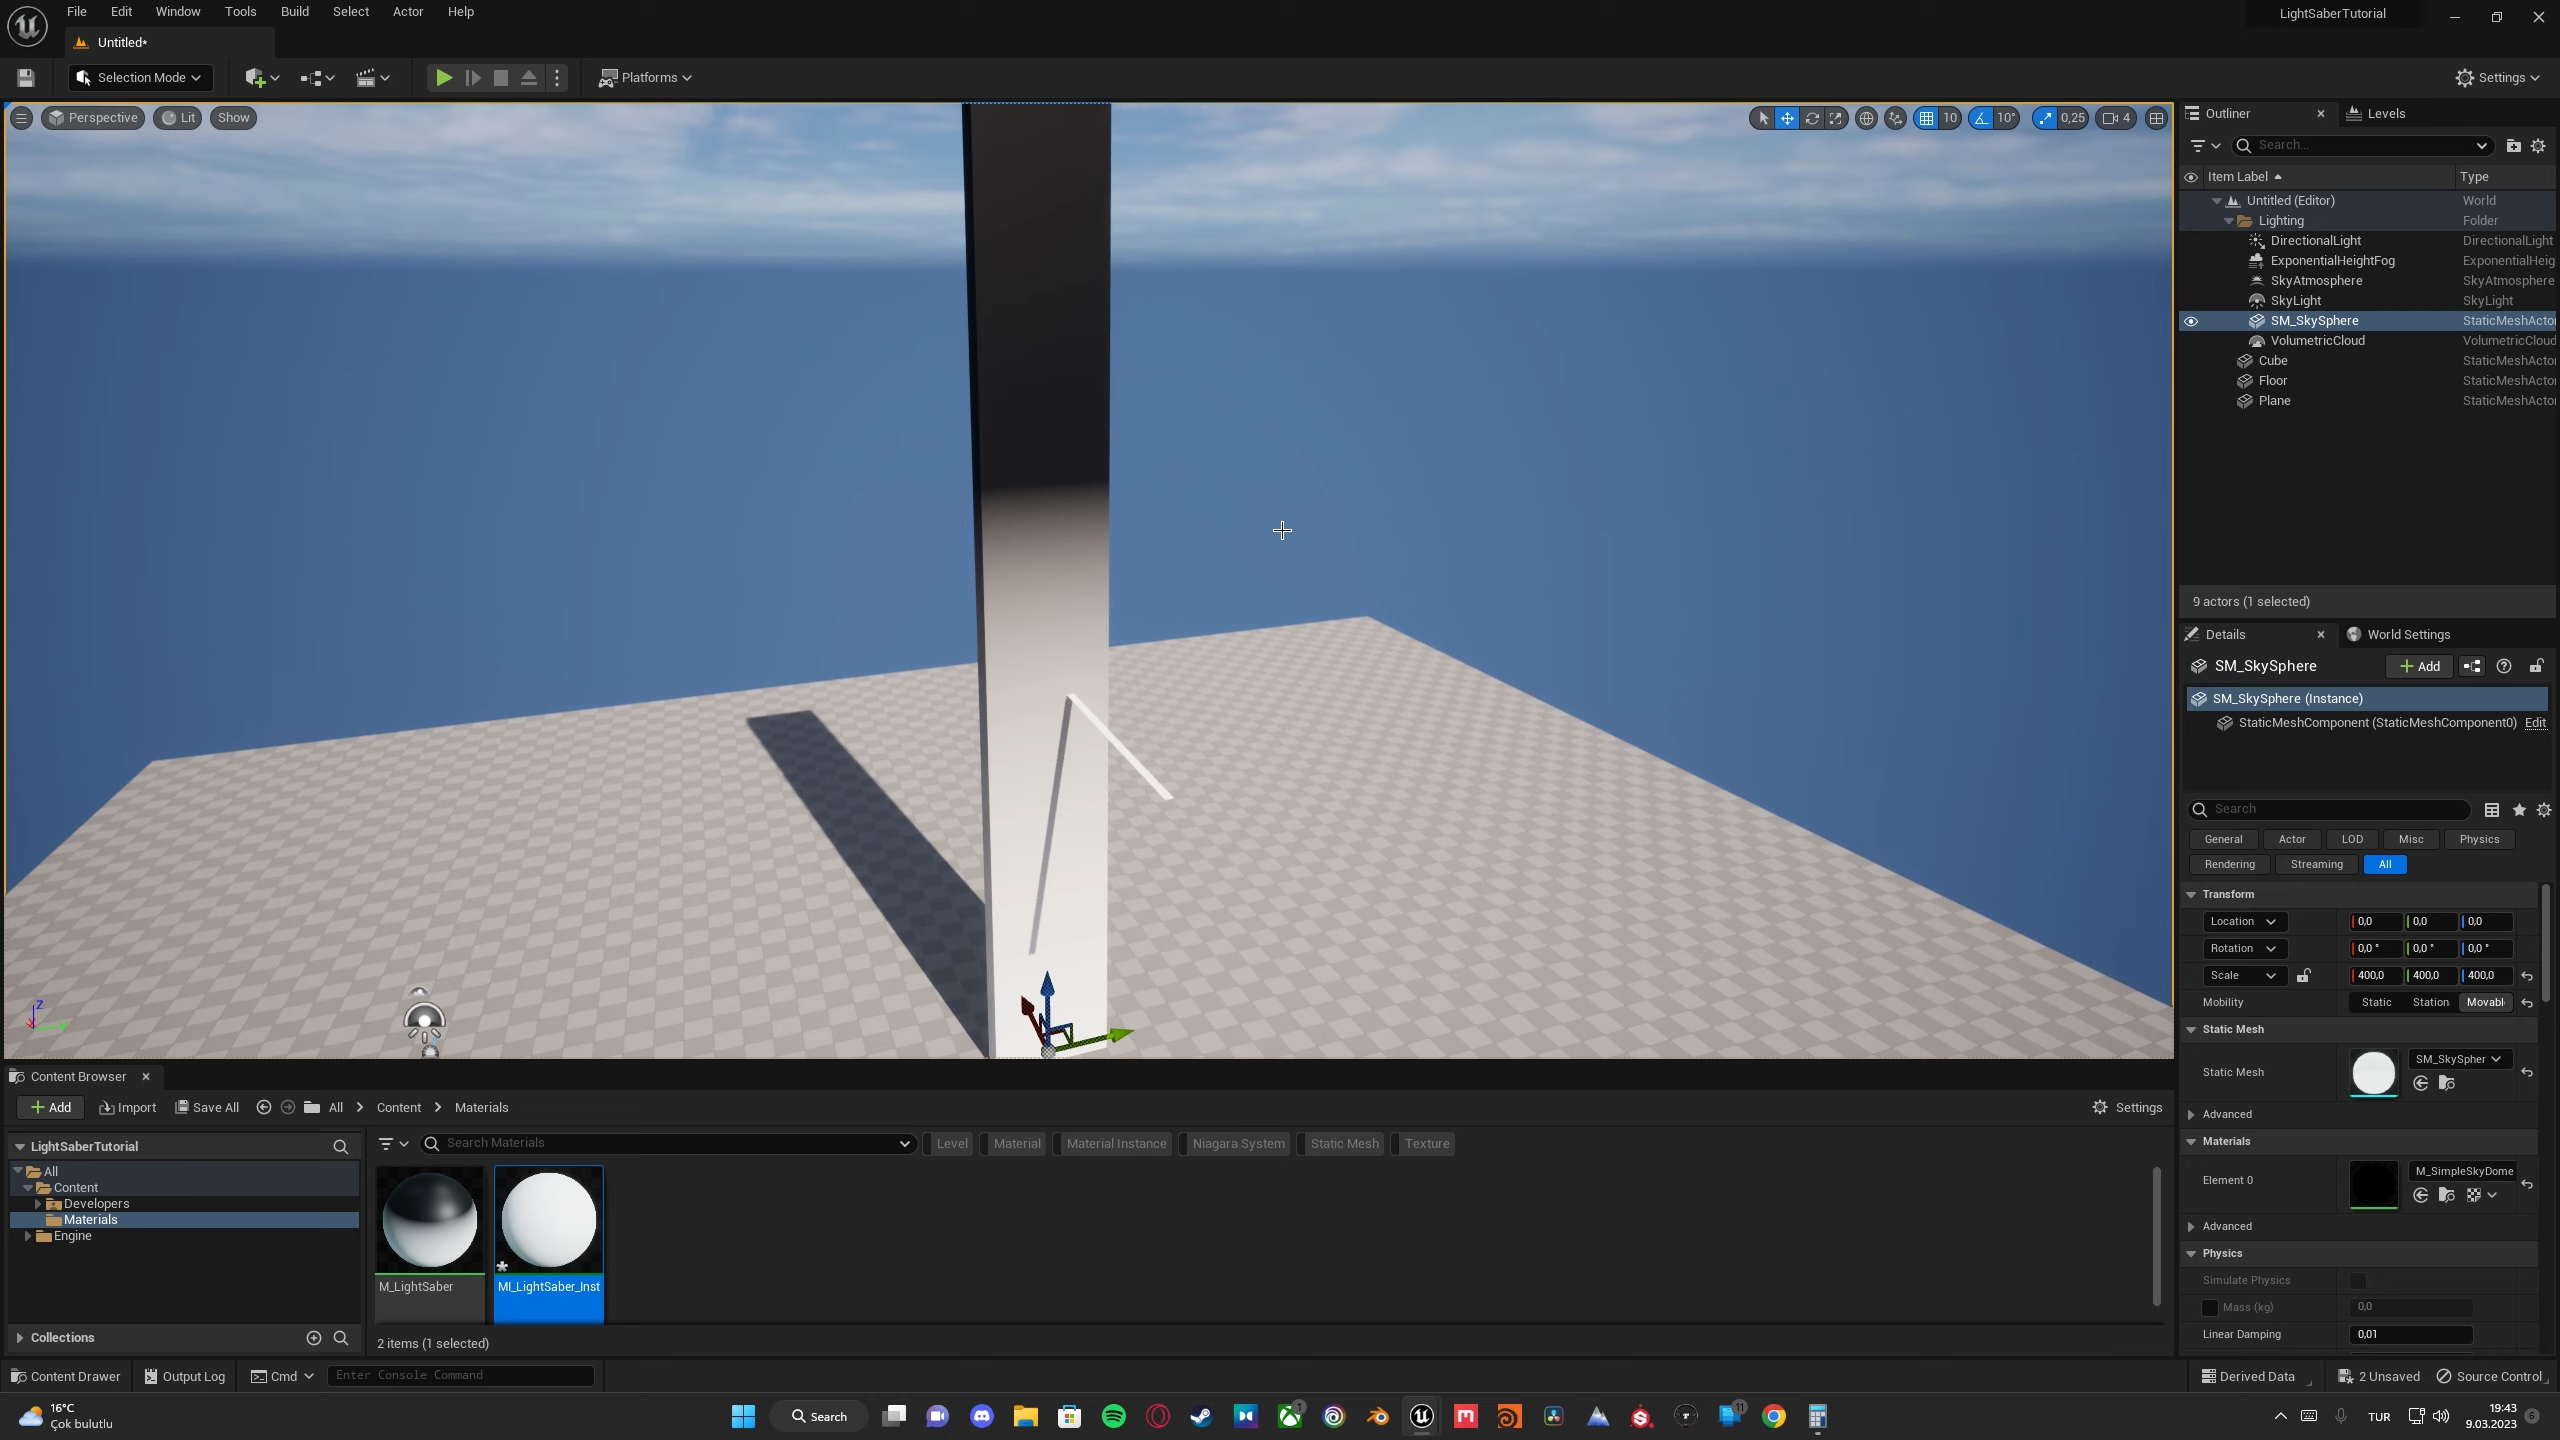 File Edit Window Tools Build Select Actor Help
LightSaberTutorial
Untitled*
Selection Mode
Platforms
Settings
Perspective Lit Show
10 10° 0,25 4
Outliner Levels
Search...
Item Label Type
Untitled (Editor) World
Lighting Folder
DirectionalLight DirectionalLight
ExponentialHeightFog ExponentialHeig
SkyAtmosphere SkyAtmosphere
SkyLight SkyLight
SM_SkySphere StaticMeshActo
VolumetricCloud VolumetricCloud
Cube StaticMeshActo
Floor StaticMeshActo
Plane StaticMeshActo
9 actors (1 selected)
Details World Settings
SM_SkySphere Add
SM_SkySphere (Instance)
StaticMeshComponent (StaticMeshComponent0) Edit
Search
General Actor LOD Misc Physics
Rendering Streaming All
Transform
Location 0,0 0,0 0,0
Rotation 0,0 ° 0,0 ° 0,0 °
Scale 400,0 400,0 400,0
Mobility Static Station Movabl
Static Mesh
Static Mesh SM_SkySpher
Advanced
Materials
Element 0 M_SimpleSkyDome
Advanced
Physics
Simulate Physics
Mass (kg) 0,0
Linear Damping 0,01
Z
Content Browser
Add Import Save All All Content Materials Settings
LightSaberTutorial
Search Materials
Level Material Material Instance Niagara System Static Mesh Texture
All
Content
Developers
Materials
Engine
M_LightSaber
MI_LightSaber_Inst
Collections
2 items (1 selected)
Content Drawer Output Log Cmd Enter Console Command
Derived Data 2 Unsaved Source Control
16°C
Çok bulutlu
Search
1
11
TUR
19:43
9.03.2023
6